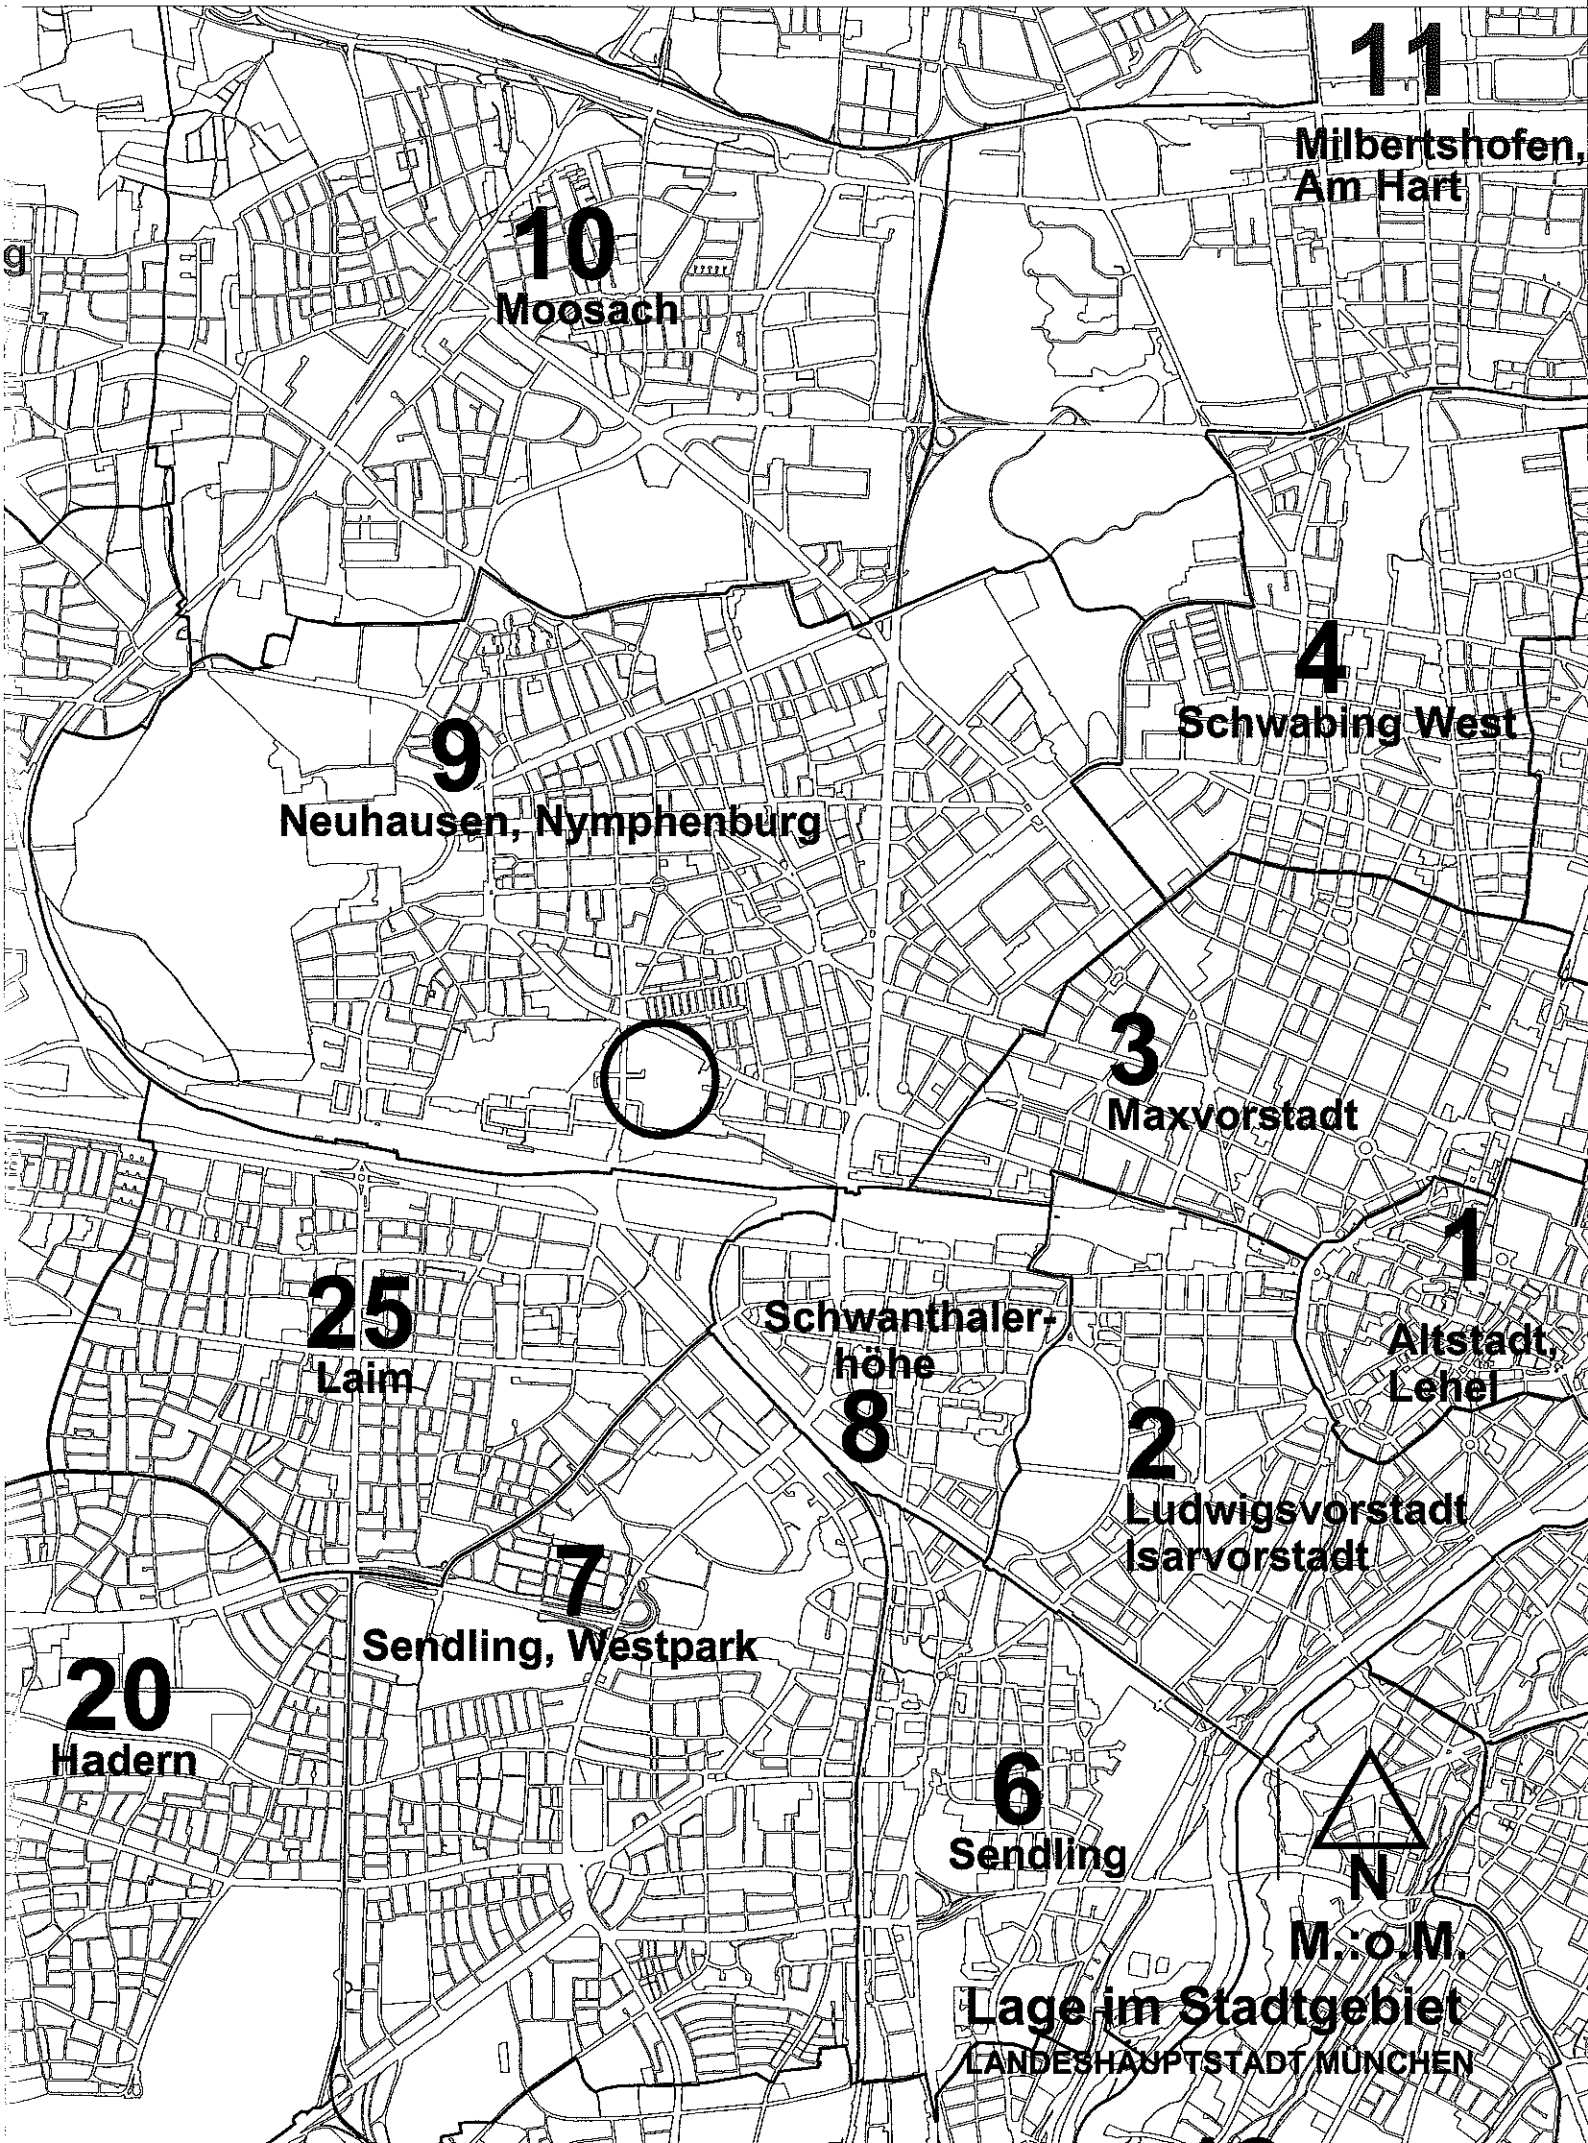 11
Milbertshofen,
Am Hart
10
Moosach
g
4
Schwabing West
9
Neuhausen, Nymphenburg
3
Maxvorstadt
1
Altstadt,
Lehel
25
Laim
Schwanthaler-
höhe
8
2
Ludwigsvorstadt
Isarvorstadt
7
Sendling, Westpark
20
Hadern
6
Sendling
N
M.:o.M.
Lage im Stadtgebiet
LANDESHAUPTSTADT MÜNCHEN